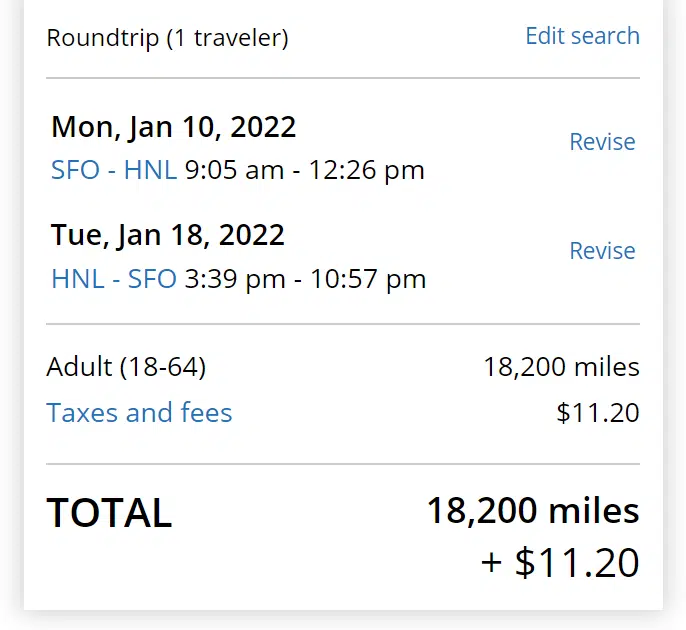 Roundtrip (1 traveler) Edit search
Mon, Jan 10, 2022
Revise
SFO - HNL 9:05 am - 12:26 pm
Tue, Jan 18, 2022
Revise
HNL - SFO 3:39 pm - 10:57 pm
Adult (18-64) 18,200 miles
Taxes and fees $11.20
TOTAL 18,200 miles
+ $11.20